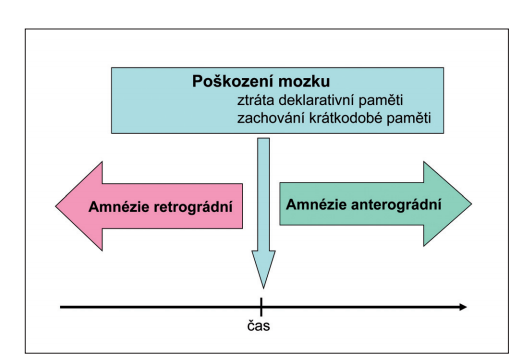 Poškození mozku
ztráta deklarativní paměti
zachování krátkodobé paměti
Amnézie retrográdní
Amnézie anterográdní
čas